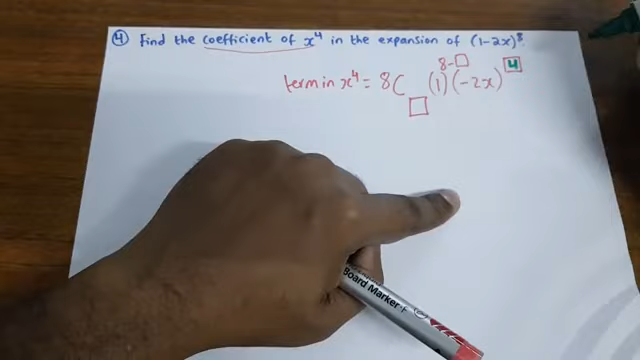 ④ Find the coefficient of x⁴ in the expansion of (1-2x)⁸.
term in x⁴ = 8C□ (1)⁸⁻□ (-2x)⁴
Board Marker